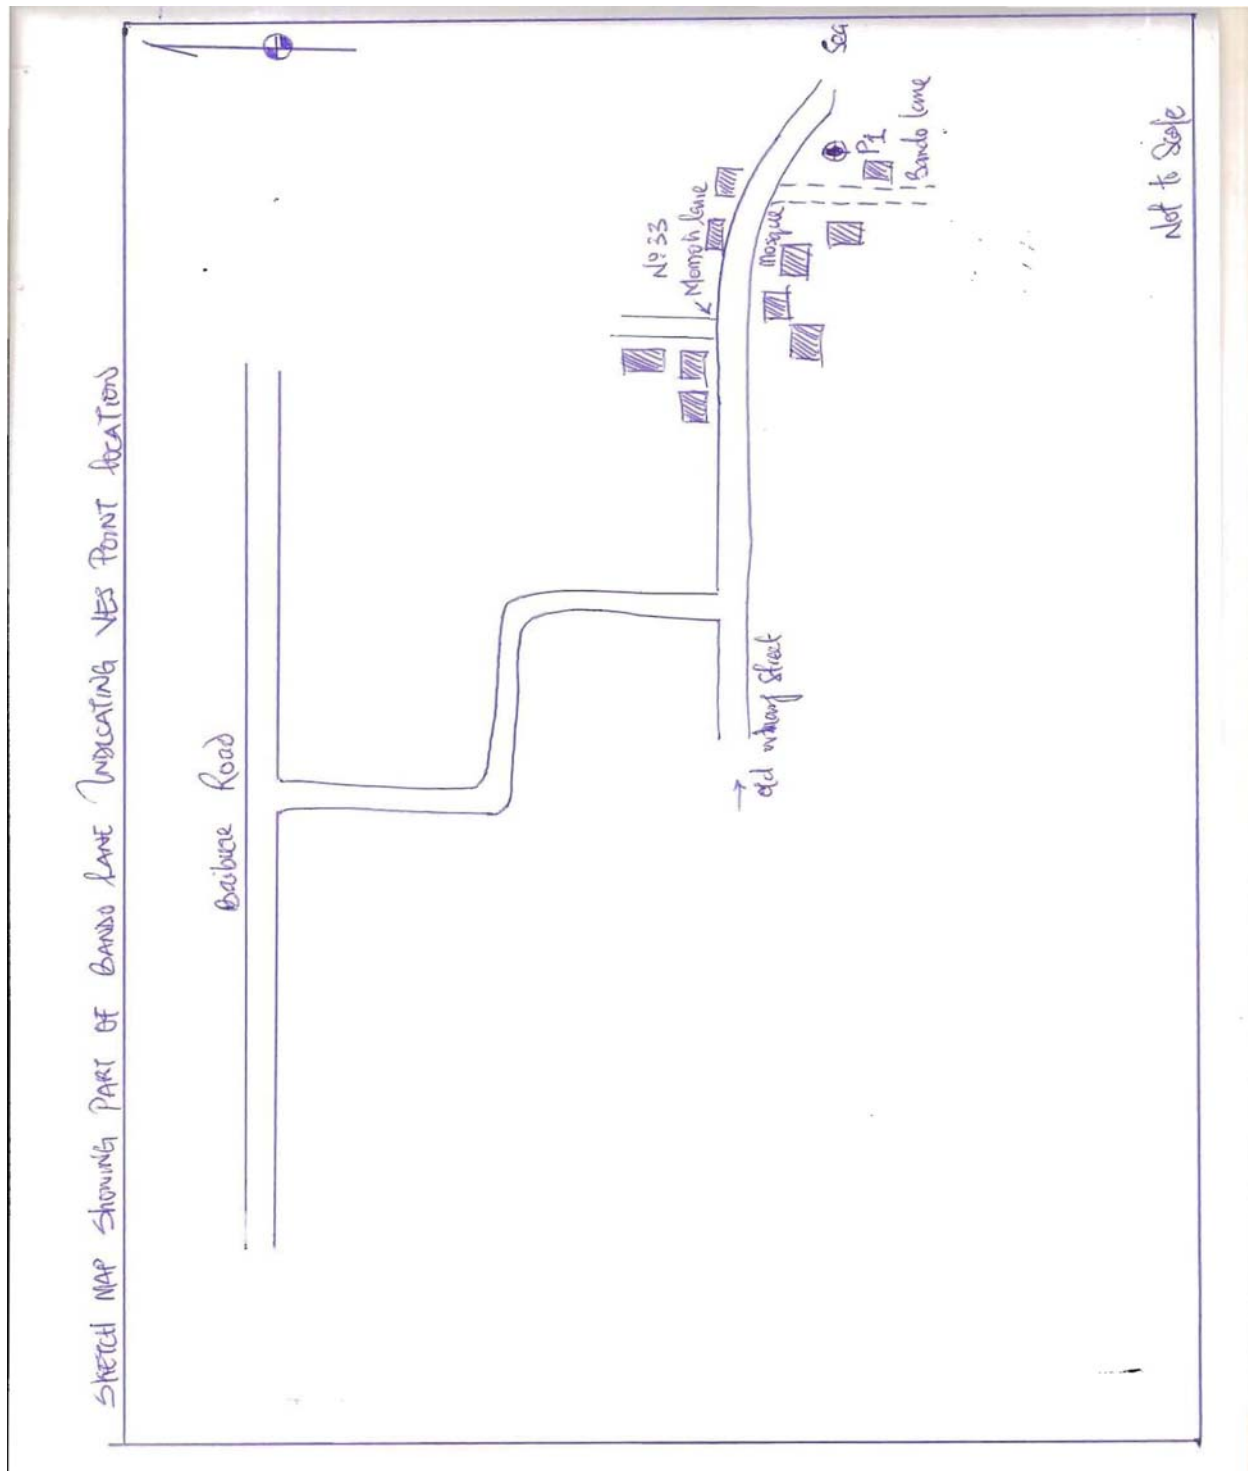 SKETCH MAP SHOWING PART OF BANDO LANE INDICATING VES POINT LOCATION
Baibure Road
No 33
Momoh lane
Mosque
Sea
P1
Bando lane
Old wharf Street
Not to Scale